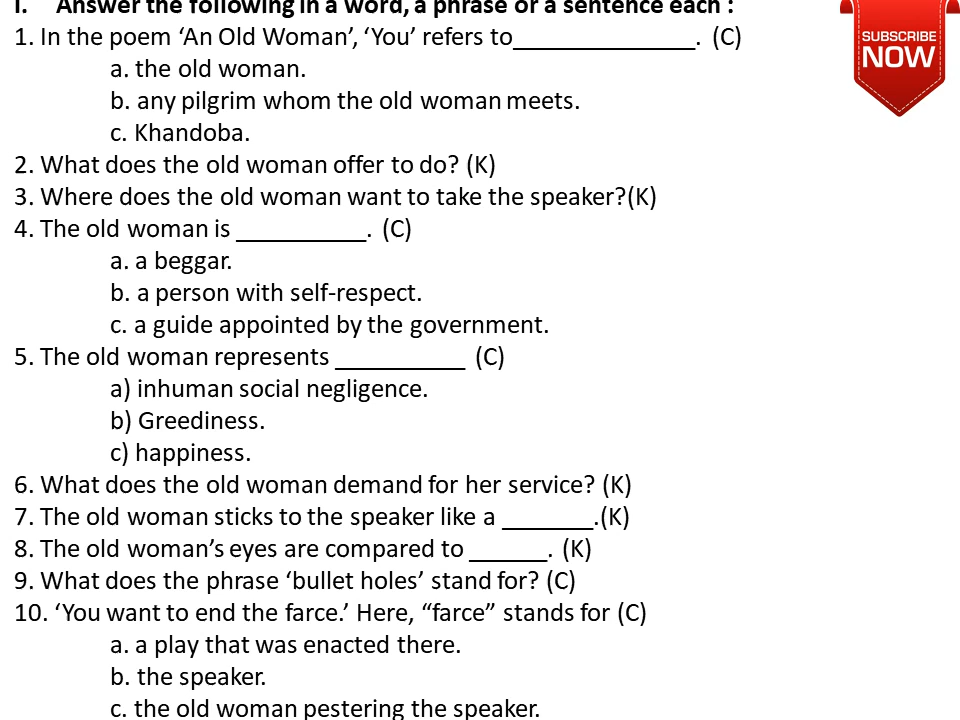 I. Answer the following in a word, a phrase or a sentence each :
1. In the poem ‘An Old Woman’, ‘You’ refers to______________. (C)
a. the old woman.
b. any pilgrim whom the old woman meets.
c. Khandoba.
2. What does the old woman offer to do? (K)
3. Where does the old woman want to take the speaker?(K)
4. The old woman is __________. (C)
a. a beggar.
b. a person with self-respect.
c. a guide appointed by the government.
5. The old woman represents __________ (C)
a) inhuman social negligence.
b) Greediness.
c) happiness.
6. What does the old woman demand for her service? (K)
7. The old woman sticks to the speaker like a _______.(K)
8. The old woman’s eyes are compared to ______. (K)
9. What does the phrase ‘bullet holes’ stand for? (C)
10. ‘You want to end the farce.’ Here, “farce” stands for (C)
a. a play that was enacted there.
b. the speaker.
c. the old woman pestering the speaker.
SUBSCRIBE
NOW